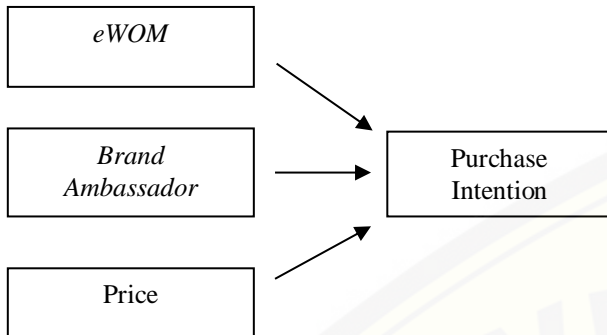 eWOM
Brand
Ambassador
Price
Purchase
Intention